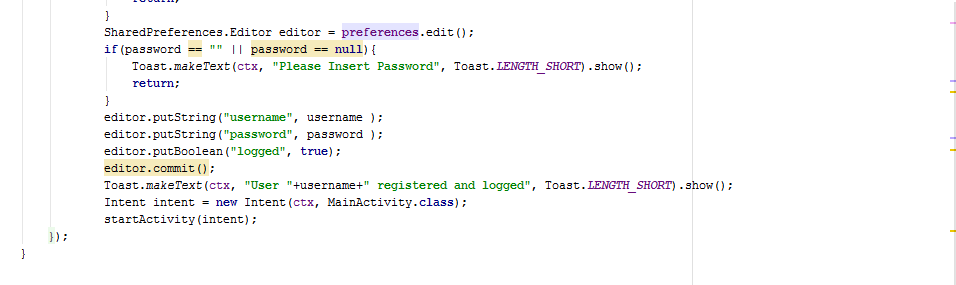 return;
}
SharedPreferences.Editor editor = preferences.edit();
if(password == "" || password == null){
Toast.makeText(ctx, "Please Insert Password", Toast.LENGTH_SHORT).show();
return;
}
editor.putString("username", username );
editor.putString("password", password );
editor.putBoolean("logged", true);
editor.commit();
Toast.makeText(ctx, "User "+username+" registered and logged", Toast.LENGTH_SHORT).show();
Intent intent = new Intent(ctx, MainActivity.class);
startActivity(intent);
});
}